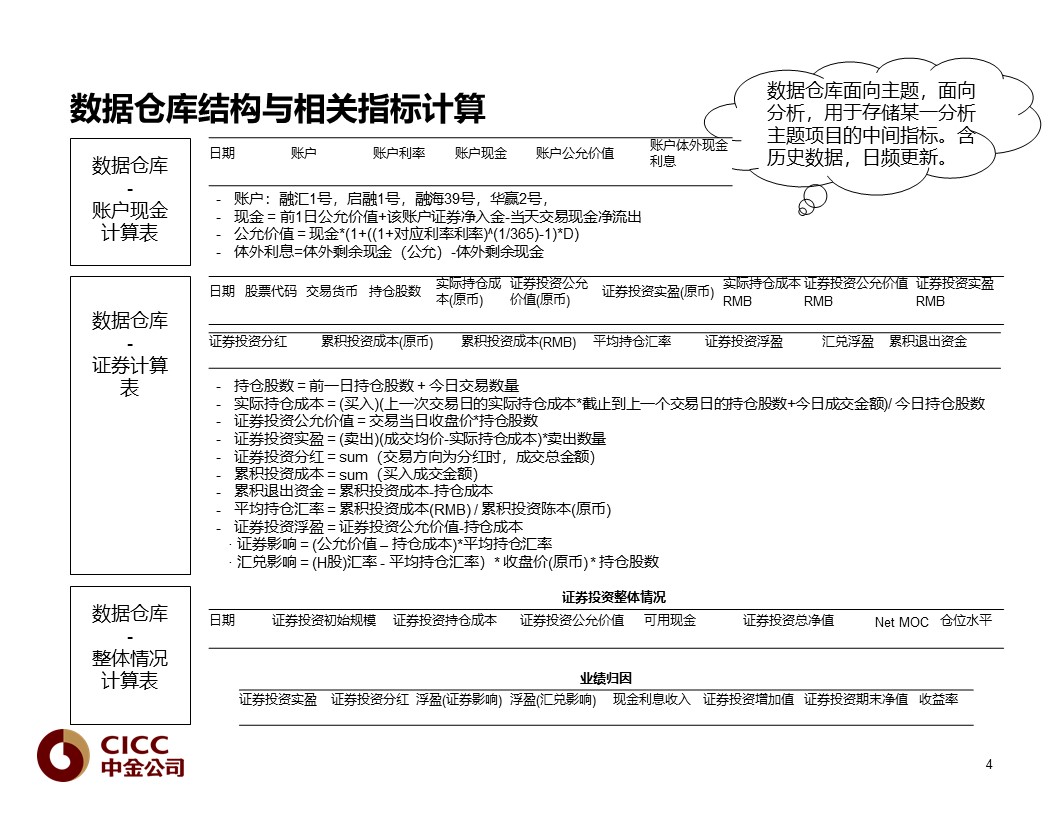 数据仓库结构与相关指标计算
数据仓库面向主题，面向
分析，用于存储某一分析
主题项目的中间指标。含
历史数据，日频更新。
数据仓库
-
账户现金
计算表
日期 账户 账户利率 账户现金 账户公允价值 账户体外现金
利息
- 账户：融汇1号，启融1号，融海39号，华赢2号，
- 现金 = 前1日公允价值+该账户证券净入金-当天交易现金净流出
- 公允价值 = 现金*(1+((1+对应利率利率)^(1/365)-1)*D)
- 体外利息=体外剩余现金（公允）-体外剩余现金
数据仓库
-
证券计算
表
日期 股票代码 交易货币 持仓股数 实际持仓成 证券投资公允 证券投资实盈(原币) 实际持仓成本 证券投资公允价值 证券投资实盈
本(原币) 价值(原币) RMB RMB RMB
证券投资分红 累积投资成本(原币) 累积投资成本(RMB) 平均持仓汇率 证券投资浮盈 汇兑浮盈 累积退出资金
- 持仓股数 = 前一日持仓股数 + 今日交易数量
- 实际持仓成本 = (买入)(上一次交易日的实际持仓成本*截止到上一个交易日的持仓股数+今日成交金额)/ 今日持仓股数
- 证券投资公允价值 = 交易当日收盘价*持仓股数
- 证券投资实盈 = (卖出)(成交均价-实际持仓成本)*卖出数量
- 证券投资分红 = sum（交易方向为分红时，成交总金额）
- 累积投资成本 = sum（买入成交金额）
- 累积退出资金 = 累积投资成本-持仓成本
- 平均持仓汇率 = 累积投资成本(RMB) / 累积投资陈本(原币)
- 证券投资浮盈 = 证券投资公允价值-持仓成本
· 证券影响 = (公允价值 – 持仓成本)*平均持仓汇率
· 汇兑影响 = (H股)汇率 - 平均持仓汇率）* 收盘价(原币) * 持仓股数
数据仓库
-
整体情况
计算表
证券投资整体情况
日期 证券投资初始规模 证券投资持仓成本 证券投资公允价值 可用现金 证券投资总净值 Net MOC 仓位水平
业绩归因
证券投资实盈 证券投资分红 浮盈(证券影响) 浮盈(汇兑影响) 现金利息收入 证券投资增加值 证券投资期末净值 收益率
CICC
中金公司
4